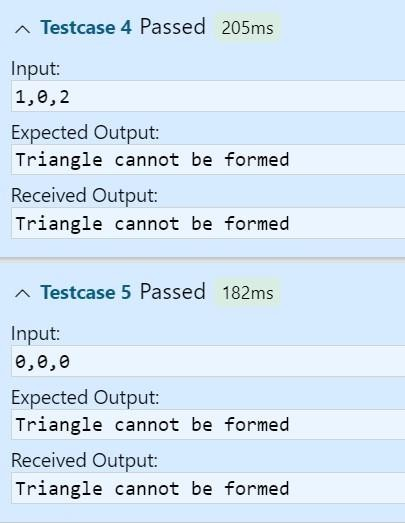 Testcase 4 Passed 205ms
Input:
1,0,2
Expected Output:
Triangle cannot be formed
Received Output:
Triangle cannot be formed
Testcase 5 Passed 182ms
Input:
0,0,0
Expected Output:
Triangle cannot be formed
Received Output:
Triangle cannot be formed